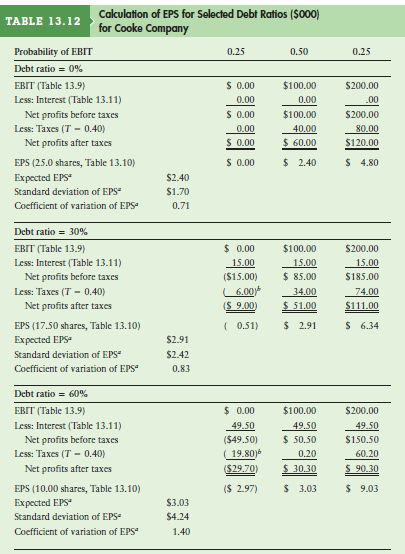 TABLE 13.12 Calculation of EPS for Selected Debt Ratios ($000)
for Cooke Company
Probability of EBIT 0.25 0.50 0.25
Debt ratio = 0%
EBIT (Table 13.9) $ 0.00 $100.00 $200.00
Less: Interest (Table 13.11) 0.00 0.00 .00
Net profits before taxes $ 0.00 $100.00 $200.00
Less: Taxes (T = 0.40) 0.00 40.00 80.00
Net profits after taxes $ 0.00 $ 60.00 $120.00
EPS (25.0 shares, Table 13.10) $ 0.00 $ 2.40 $ 4.80
Expected EPSᵃ $2.40
Standard deviation of EPSᵃ $1.70
Coefficient of variation of EPSᵃ 0.71
Debt ratio = 30%
EBIT (Table 13.9) $ 0.00 $100.00 $200.00
Less: Interest (Table 13.11) 15.00 15.00 15.00
Net profits before taxes ($15.00) $ 85.00 $185.00
Less: Taxes (T = 0.40) ( 6.00)ᵇ 34.00 74.00
Net profits after taxes ($ 9.00) $ 51.00 $111.00
EPS (17.50 shares, Table 13.10) ( 0.51) $ 2.91 $ 6.34
Expected EPSᵃ $2.91
Standard deviation of EPSᵃ $2.42
Coefficient of variation of EPSᵃ 0.83
Debt ratio = 60%
EBIT (Table 13.9) $ 0.00 $100.00 $200.00
Less: Interest (Table 13.11) 49.50 49.50 49.50
Net profits before taxes ($49.50) $ 50.50 $150.50
Less: Taxes (T = 0.40) ( 19.80)ᵇ 0.20 60.20
Net profits after taxes ($29.70) $ 30.30 $ 90.30
EPS (10.00 shares, Table 13.10) ($ 2.97) $ 3.03 $ 9.03
Expected EPSᵃ $3.03
Standard deviation of EPSᵃ $4.24
Coefficient of variation of EPSᵃ 1.40